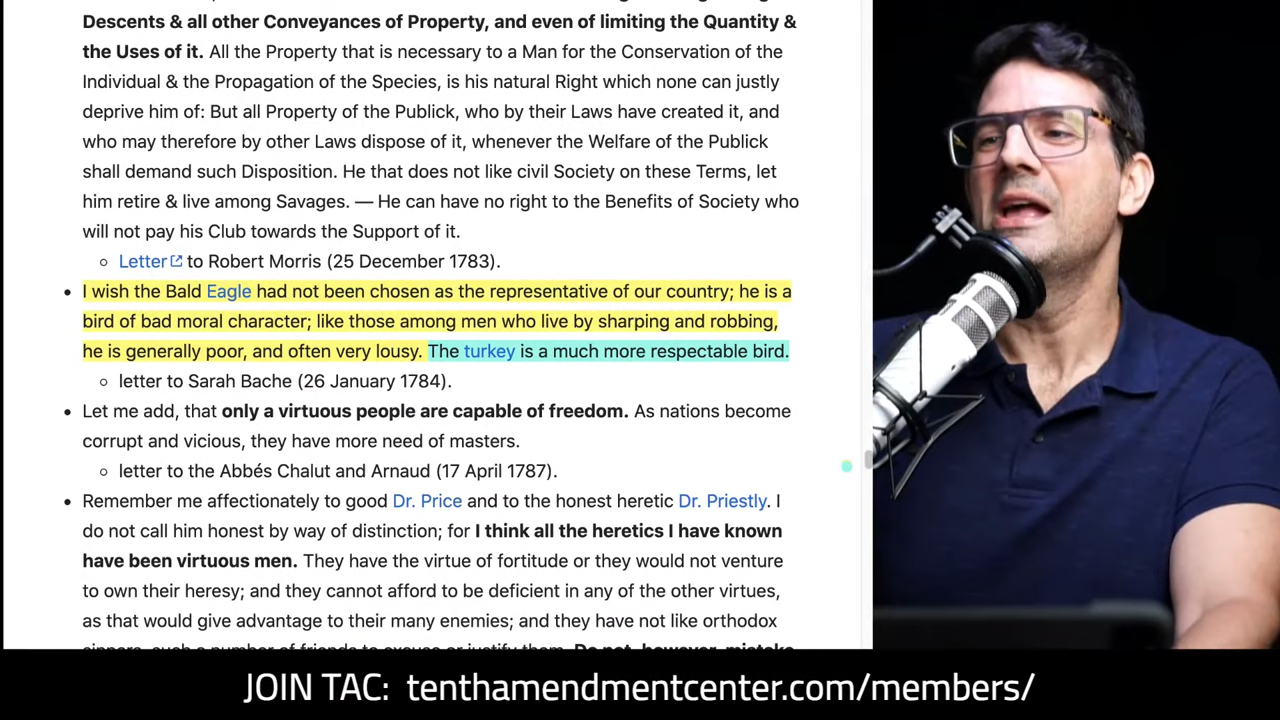 Descents & all other Conveyances of Property, and even of limiting the Quantity &
the Uses of it. All the Property that is necessary to a Man for the Conservation of the
Individual & the Propagation of the Species, is his natural Right which none can justly
deprive him of: But all Property of the Publick, who by their Laws have created it, and
who may therefore by other Laws dispose of it, whenever the Welfare of the Publick
shall demand such Disposition. He that does not like civil Society on these Terms, let
him retire & live among Savages. — He can have no right to the Benefits of Society who
will not pay his Club towards the Support of it.
Letter to Robert Morris (25 December 1783).
I wish the Bald Eagle had not been chosen as the representative of our country; he is a
bird of bad moral character; like those among men who live by sharping and robbing,
he is generally poor, and often very lousy. The turkey is a much more respectable bird.
letter to Sarah Bache (26 January 1784).
Let me add, that only a virtuous people are capable of freedom. As nations become
corrupt and vicious, they have more need of masters.
letter to the Abbés Chalut and Arnaud (17 April 1787).
Remember me affectionately to good Dr. Price and to the honest heretic Dr. Priestly. I
do not call him honest by way of distinction; for I think all the heretics I have known
have been virtuous men. They have the virtue of fortitude or they would not venture
to own their heresy; and they cannot afford to be deficient in any of the other virtues,
as that would give advantage to their many enemies; and they have not like orthodox
sinners, such a number of friends to excuse or justify them. Do not, however, mistake
JOIN TAC: tenthamendmentcenter.com/members/